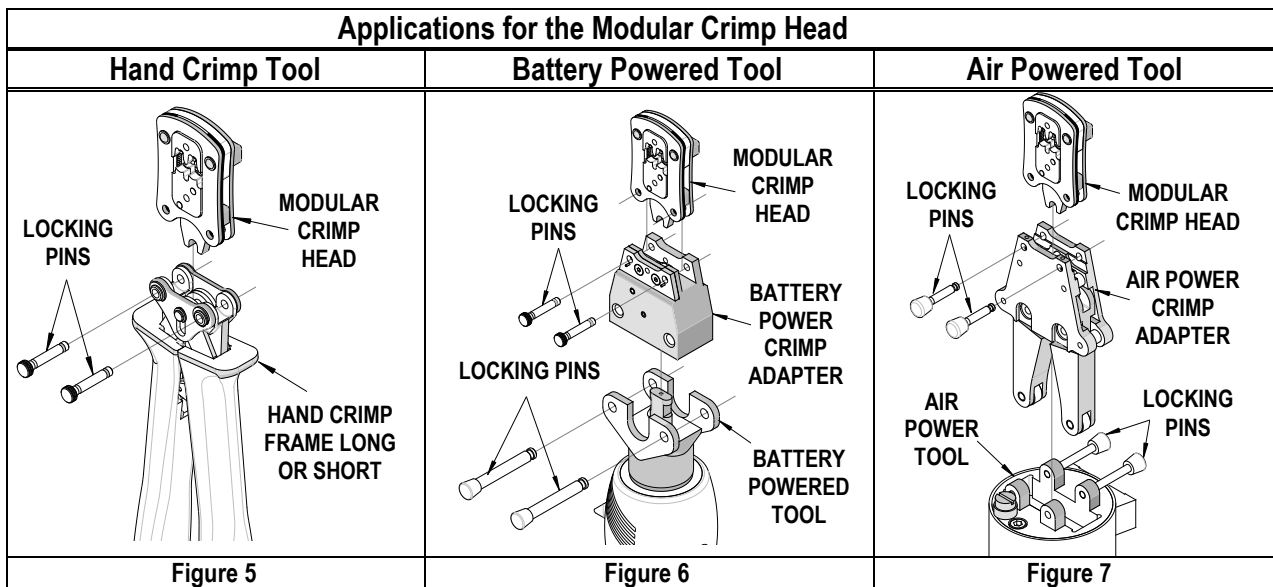 Applications for the Modular Crimp Head
Hand Crimp Tool
Battery Powered Tool
Air Powered Tool
LOCKING
PINS
MODULAR
CRIMP
HEAD
HAND CRIMP
FRAME LONG
OR SHORT
LOCKING
PINS
MODULAR
CRIMP
HEAD
BATTERY
POWER
CRIMP
ADAPTER
LOCKING PINS
BATTERY
POWERED
TOOL
LOCKING
PINS
MODULAR
CRIMP HEAD
AIR POWER
CRIMP
ADAPTER
AIR
POWER
TOOL
LOCKING
PINS
Figure 5
Figure 6
Figure 7